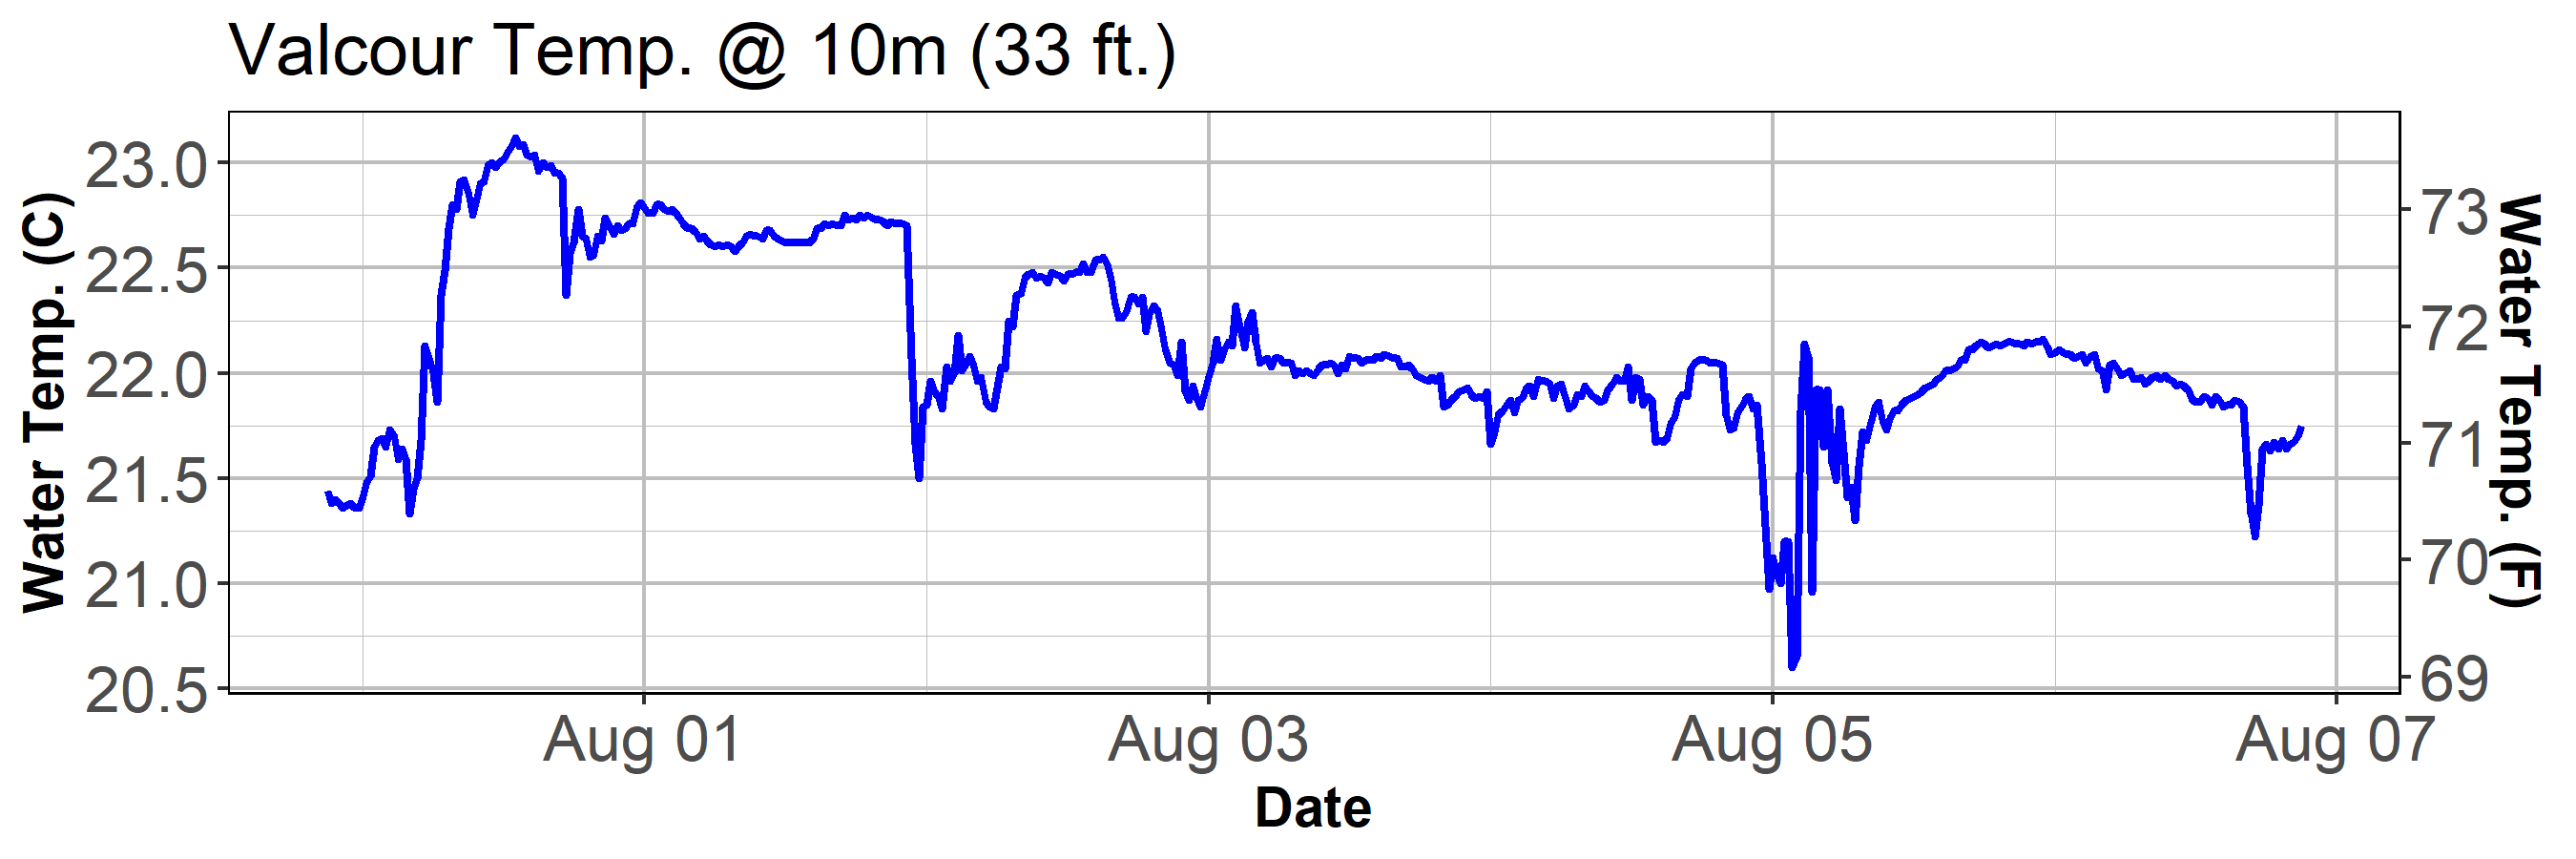 Valcour Temp. @ 10m (33 ft.)
Water Temp. (C)
23.0
22.5
22.0
21.5
21.0
20.5
73
72
71
70
69
Water Temp. (F)
Aug 01 Aug 03 Aug 05 Aug 07
Date